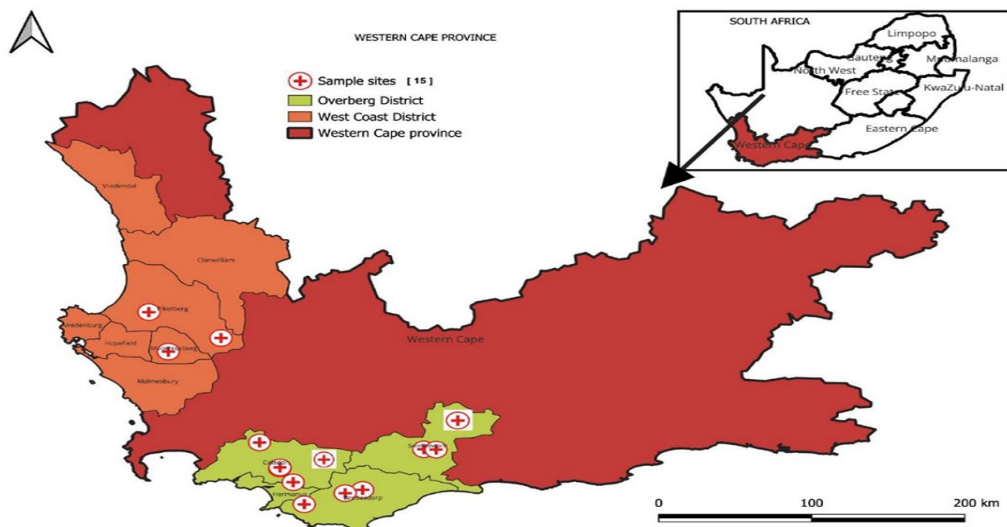 WESTERN CAPE PROVINCE
Sample sites [ 15 ]
Overberg District
West Coast District
Western Cape province
SOUTH AFRICA
Limpopo
Gauteng
Mpumalanga
North West
Free State
KwaZulu-Natal
Eastern Cape
Western Cape
Vredendal
Clanwilliam
Piketberg
Vredenburg
Hopefield
Malmesbury
Western Cape
Hermanus
0
100
200 km